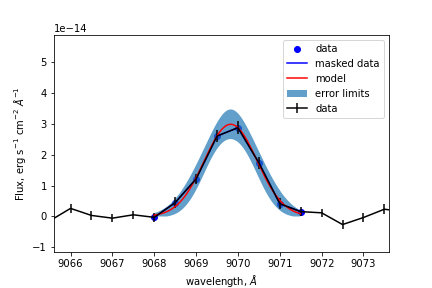 1e−14
data
masked data
model
error limits
data
5
4
3
2
1
0
−1
Flux, erg s⁻¹ cm⁻² Å⁻¹
9066 9067 9068 9069 9070 9071 9072 9073
wavelength, Å